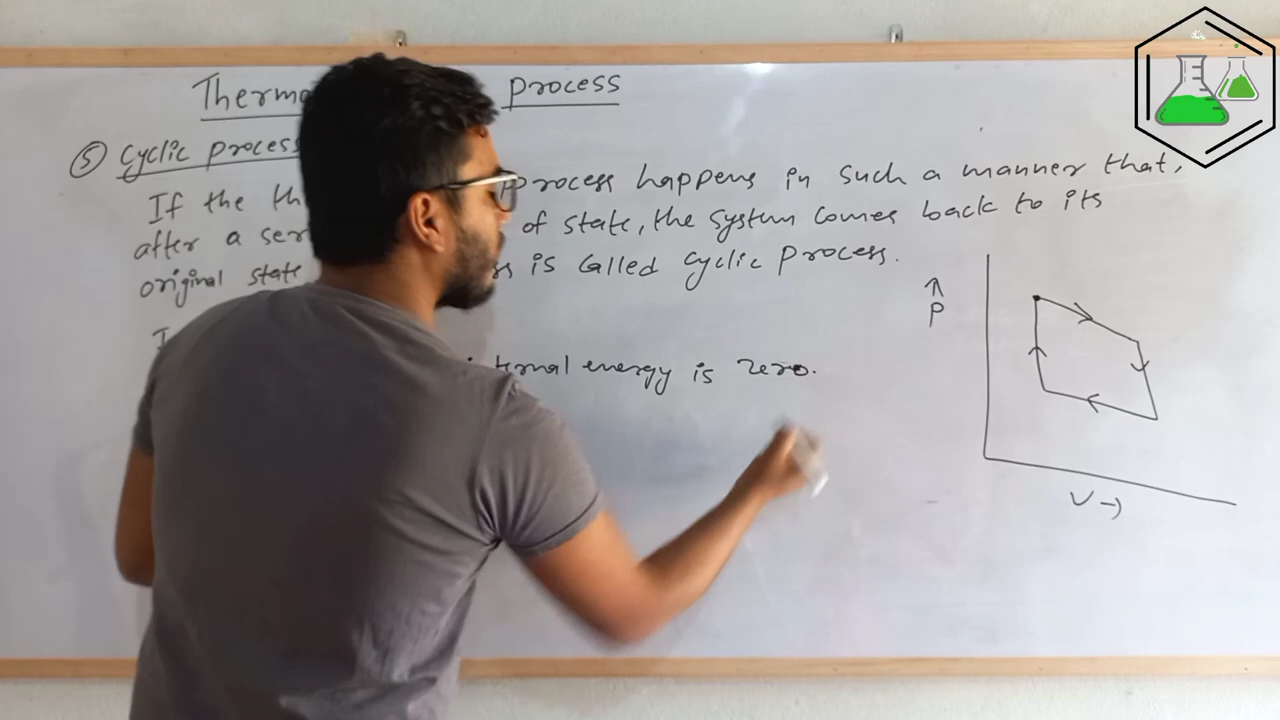 Thermo process
⑤ Cyclic process
If the th process happens in such a manner that,
after a ser of state, the system comes back to its
original state s is called cyclic process.
I
ternal energy is zero.
↑
P
V →